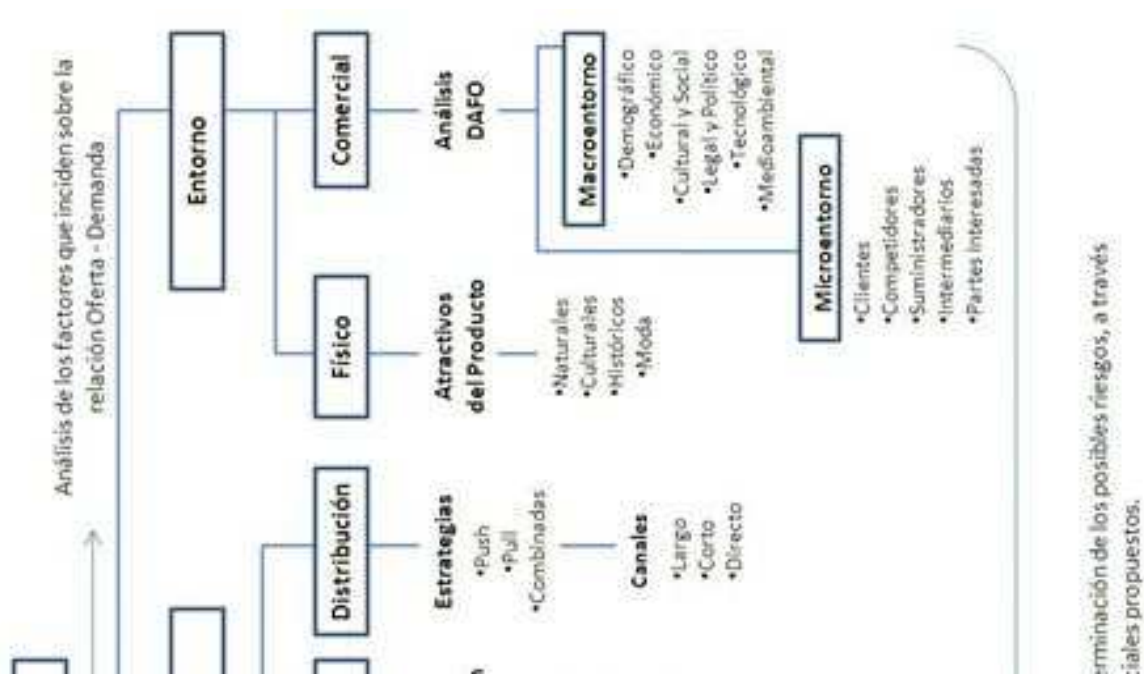 Análisis de los factores que inciden sobre la
relación Oferta - Demanda
Entorno
Distribución
Físico
Comercial
Estrategias
•Push
•Pull
•Combinadas
Canales
•Largo
•Corto
•Directo
Atractivos
del Producto
•Naturales
•Culturales
•Históricos
•Moda
Análisis
DAFO
Macroentorno
•Demográfico
•Económico
•Cultural y Social
•Legal y Político
•Tecnológico
•Medioambiental
Microentorno
•Clientes
•Competidores
•Suministradores
•Intermediarios
•Partes Interesadas
erminación de los posibles riesgos, a través
ciales propuestos.